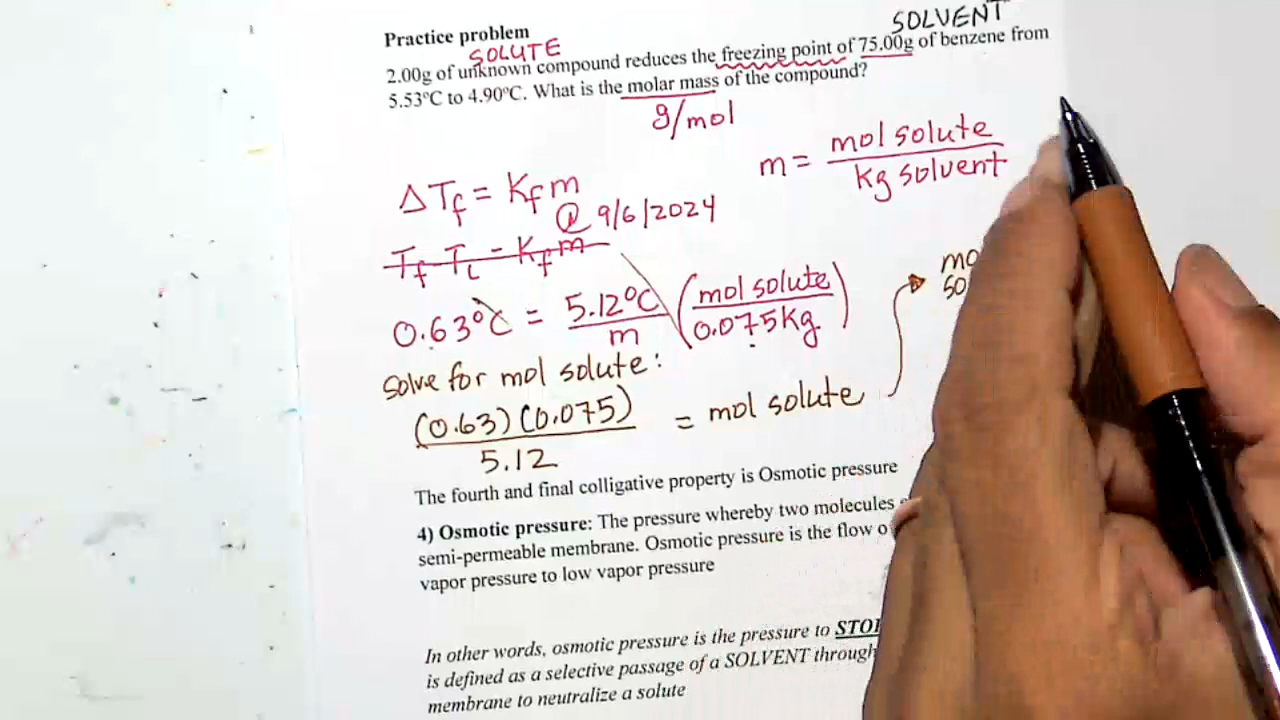 Practice problem
SOLUTE
SOLVENT
2.00g of unknown compound reduces the freezing point of 75.00g of benzene from
5.53°C to 4.90°C. What is the molar mass of the compound?
g/mol
m = mol solute
kg solvent
ΔTf = Kfm
@ 9/6/2024
Tf Ti = Kfm
0.63°C = 5.12°C (mol solute)
m 0.075Kg
Solve for mol solute:
(0.63)(0.075) = mol solute
5.12
The fourth and final colligative property is Osmotic pressure
4) Osmotic pressure: The pressure whereby two molecules
semi-permeable membrane. Osmotic pressure is the flow
vapor pressure to low vapor pressure
In other words, osmotic pressure is the pressure to
is defined as a selective passage of a SOLVENT through
membrane to neutralize a solute